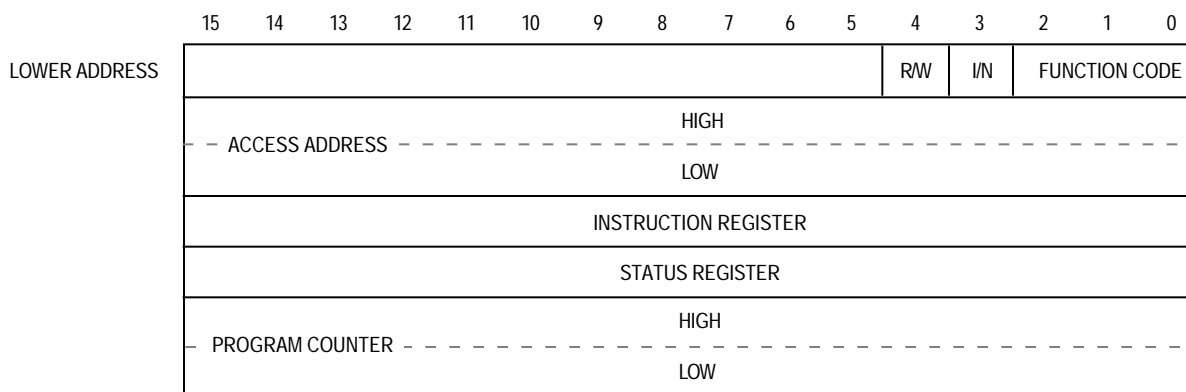 15 14 13 12 11 10 9 8 7 6 5 4 3 2 1 0
LOWER ADDRESS R/W I/N FUNCTION CODE
HIGH
ACCESS ADDRESS
LOW
INSTRUCTION REGISTER
STATUS REGISTER
HIGH
PROGRAM COUNTER
LOW